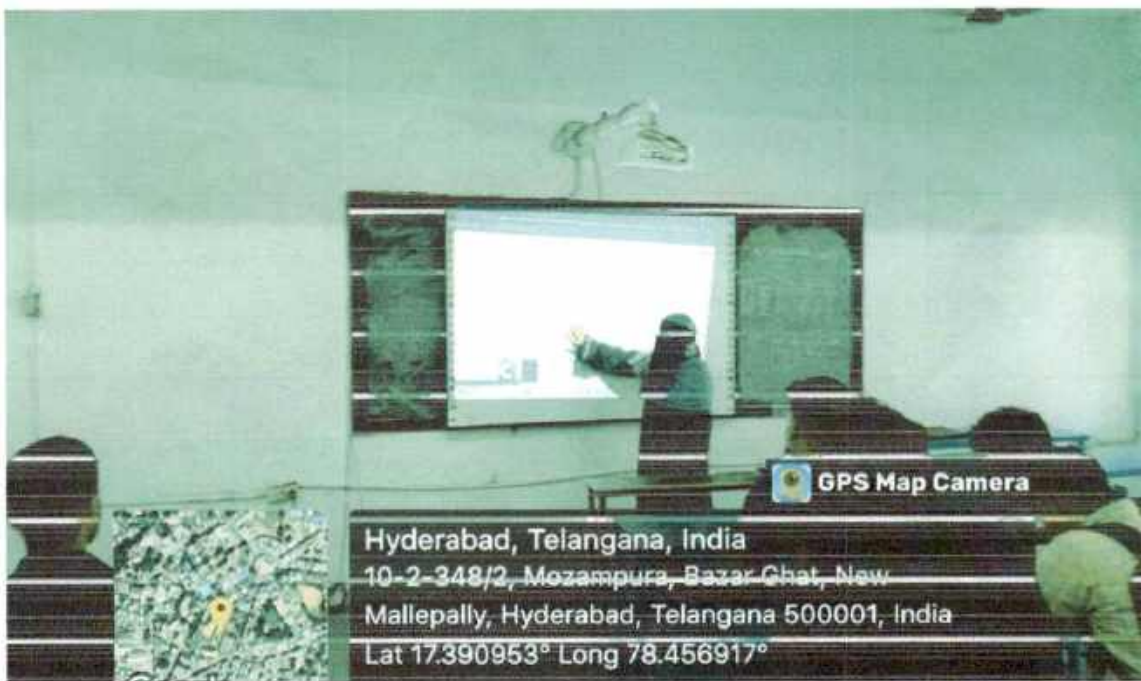 GPS Map Camera
Hyderabad, Telangana, India
10-2-348/2, Mozampura, Bazar Ghat, New
Mallepally, Hyderabad, Telangana 500001, India
Lat 17.390953° Long 78.456917°